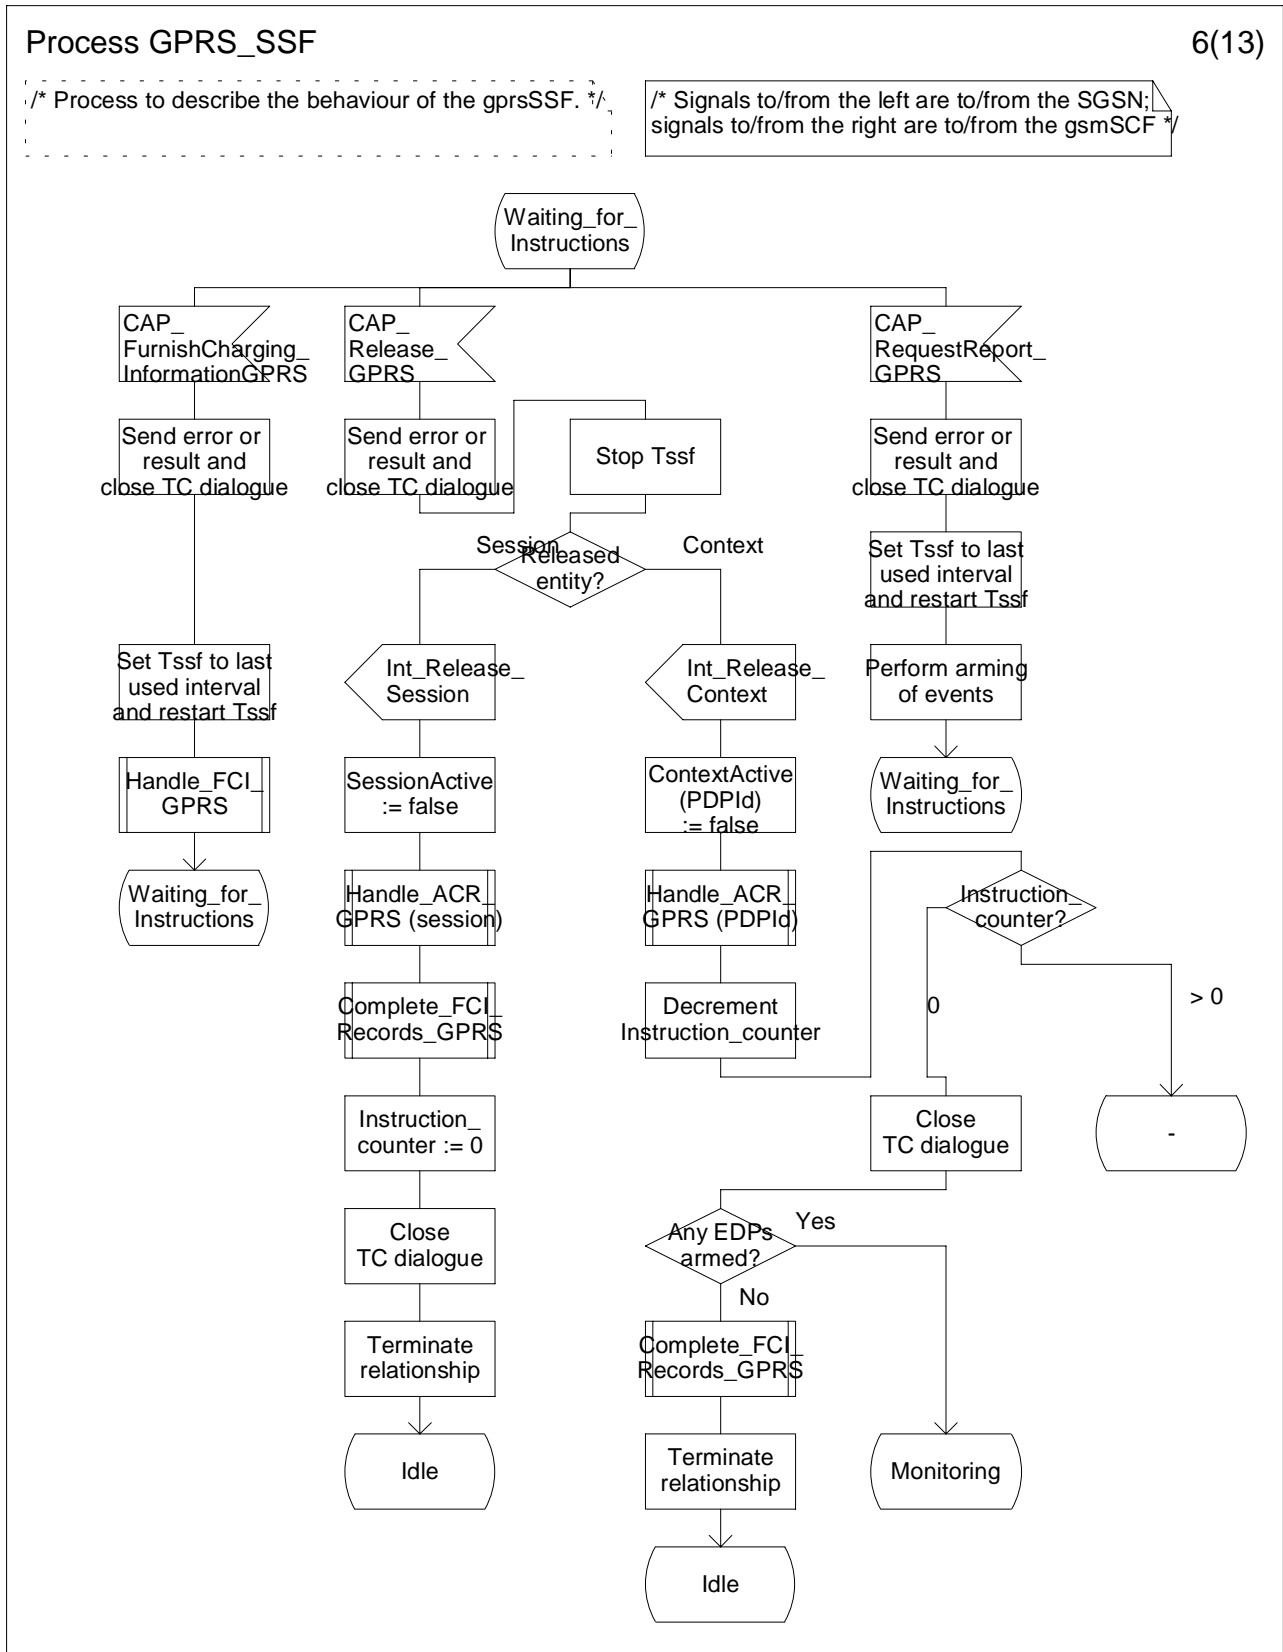 Process GPRS_SSF
6(13)
/* Process to describe the behaviour of the gprsSSF. */
/* Signals to/from the left are to/from the SGSN;
signals to/from the right are to/from the gsmSCF */
Waiting_for_
Instructions
CAP_
FurnishCharging_
InformationGPRS
CAP_
Release_
GPRS
CAP_
RequestReport_
GPRS
Send error or
result and
close TC dialogue
Send error or
result and
close TC dialogue
Stop Tssf
Send error or
result and
close TC dialogue
Session
Released
entity?
Context
Set Tssf to last
used interval
and restart Tssf
Set Tssf to last
used interval
and restart Tssf
Int_Release_
Session
Int_Release_
Context
Perform arming
of events
Handle_FCI_
GPRS
SessionActive
:= false
ContextActive
(PDPId)
:= false
Waiting_for_
Instructions
Waiting_for_
Instructions
Handle_ACR_
GPRS (session)
Handle_ACR_
GPRS (PDPId)
Instruction_
counter?
Complete_FCI_
Records_GPRS
Decrement
Instruction_counter
0
> 0
Instruction_
counter := 0
Close
TC dialogue
-
Close
TC dialogue
Any EDPs
armed?
Yes
No
Terminate
relationship
Complete_FCI_
Records_GPRS
Idle
Terminate
relationship
Monitoring
Idle